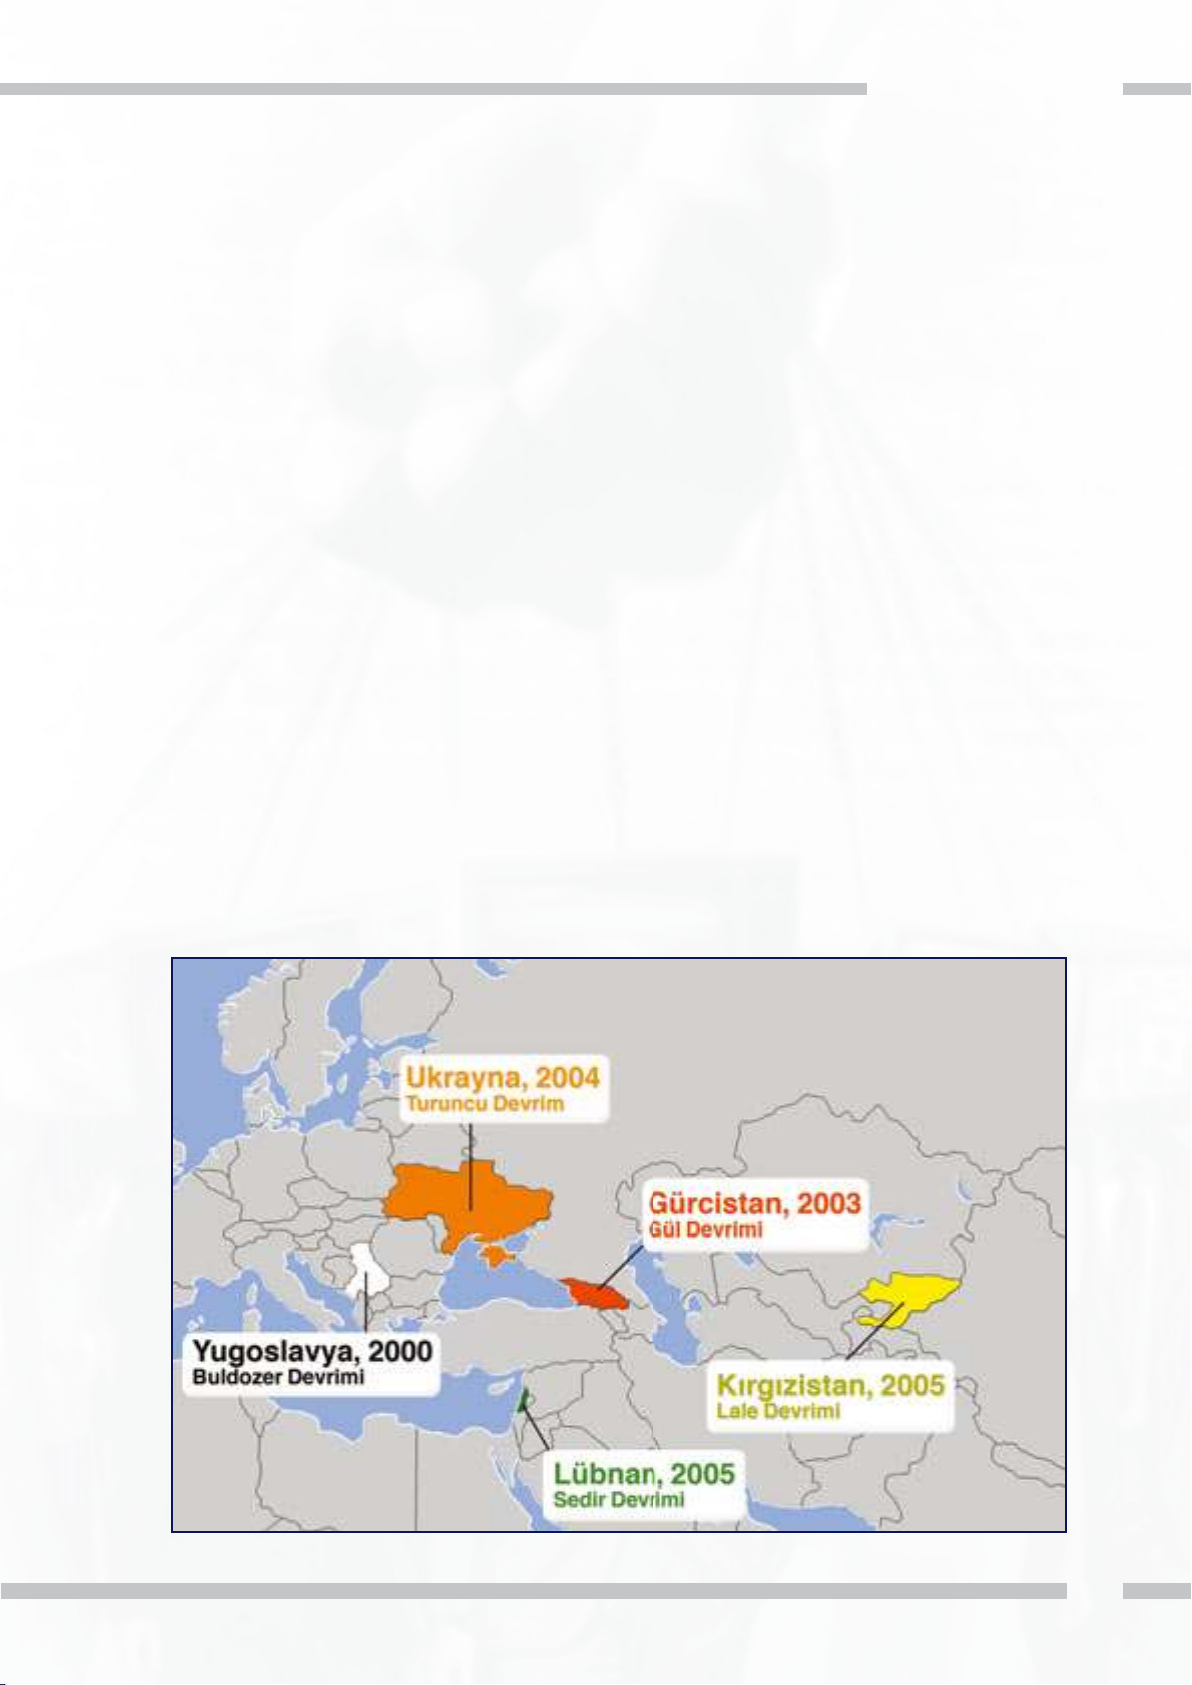 Ukrayna, 2004
Turuncu Devrim
Gürcistan, 2003
Gül Devrimi
Yugoslavya, 2000
Buldozer Devrimi
Kırgızistan, 2005
Lale Devrimi
Lübnan, 2005
Sedir Devrimi